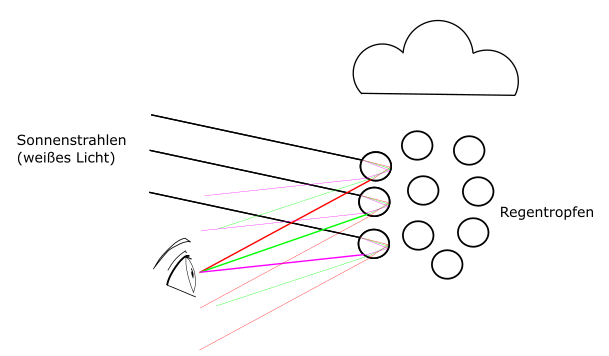 Sonnenstrahlen
(weißes Licht)
Regentropfen